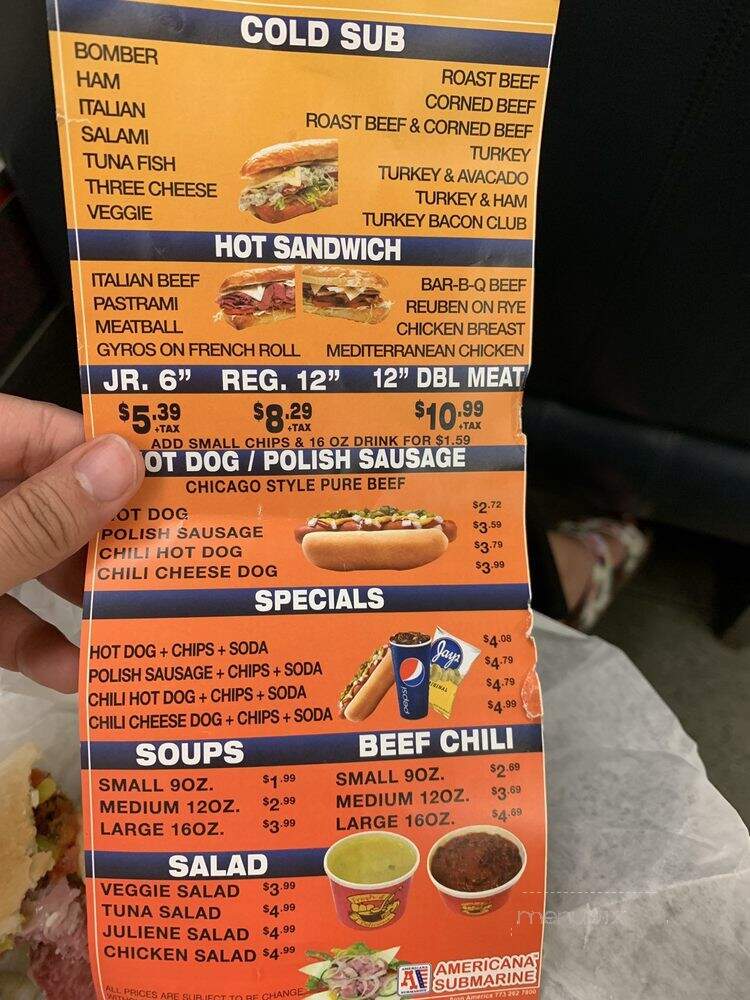 COLD SUB
BOMBER
HAM
ITALIAN
SALAMI
TUNA FISH
THREE CHEESE
VEGGIE
ROAST BEEF
CORNED BEEF
ROAST BEEF & CORNED BEEF
TURKEY
TURKEY & AVACADO
TURKEY & HAM
TURKEY BACON CLUB
HOT SANDWICH
ITALIAN BEEF
PASTRAMI
MEATBALL
GYROS ON FRENCH ROLL
BAR-B-Q BEEF
REUBEN ON RYE
CHICKEN BREAST
MEDITERRANEAN CHICKEN
JR. 6” REG. 12” 12” DBL MEAT
$5.39 +TAX $8.29 +TAX $10.99 +TAX
ADD SMALL CHIPS & 16 OZ DRINK FOR $1.59
OT DOG / POLISH SAUSAGE
CHICAGO STYLE PURE BEEF
OT DOG $2.72
POLISH SAUSAGE $3.59
CHILI HOT DOG $3.79
CHILI CHEESE DOG $3.99
SPECIALS
HOT DOG + CHIPS + SODA $4.08
POLISH SAUSAGE + CHIPS + SODA $4.79
CHILI HOT DOG + CHIPS + SODA $4.79
CHILI CHEESE DOG + CHIPS + SODA $4.99
Jays
pepsi
SOUPS
SMALL 9OZ. $1.99
MEDIUM 12OZ. $2.99
LARGE 16OZ. $3.99
BEEF CHILI
SMALL 9OZ. $2.69
MEDIUM 12OZ. $3.69
LARGE 16OZ. $4.69
SALAD
VEGGIE SALAD $3.99
TUNA SALAD $4.99
JULIENE SALAD $4.99
CHICKEN SALAD $4.99
AMERICANA
SUBMARINE
ALL PRICES ARE SUBJECT TO BE CHANGE
773 262 7800